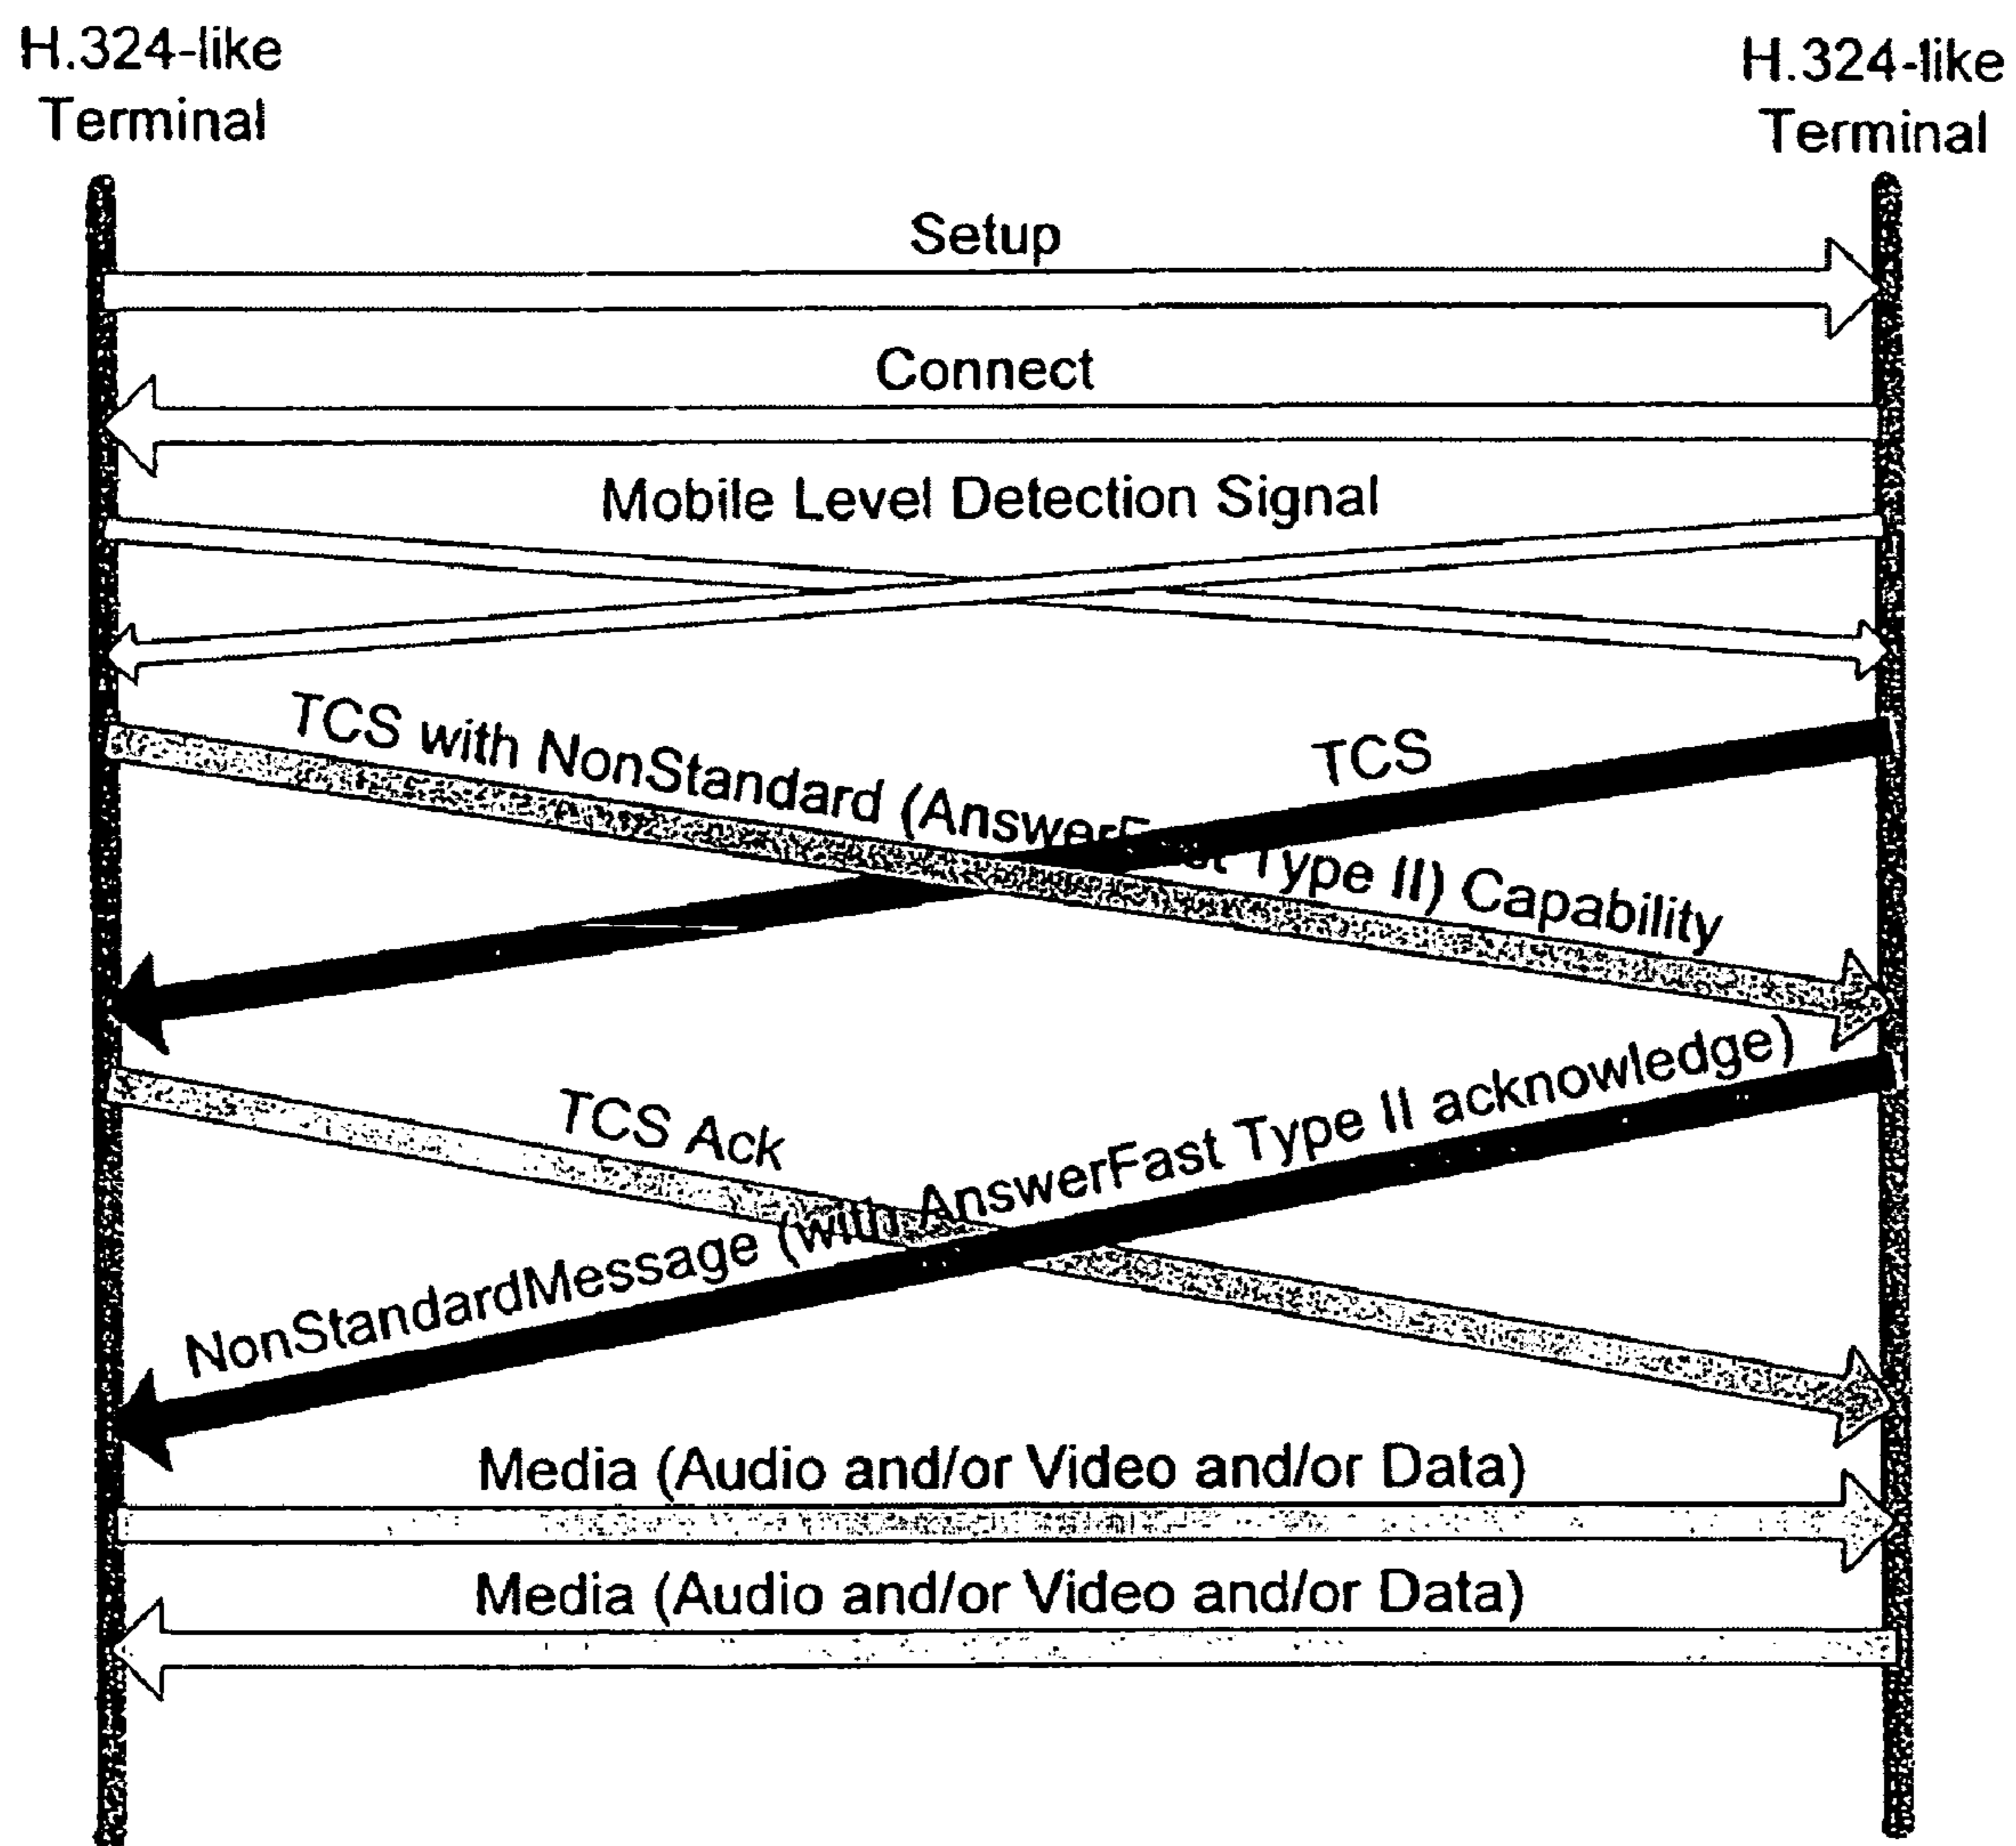 H.324-like
Terminal
H.324-like
Terminal
Setup
Connect
Mobile Level Detection Signal
TCS with NonStandard (AnswerFast Type II) Capability
TCS
TCS Ack
NonStandardMessage (with AnswerFast Type II acknowledge)
Media (Audio and/or Video and/or Data)
Media (Audio and/or Video and/or Data)